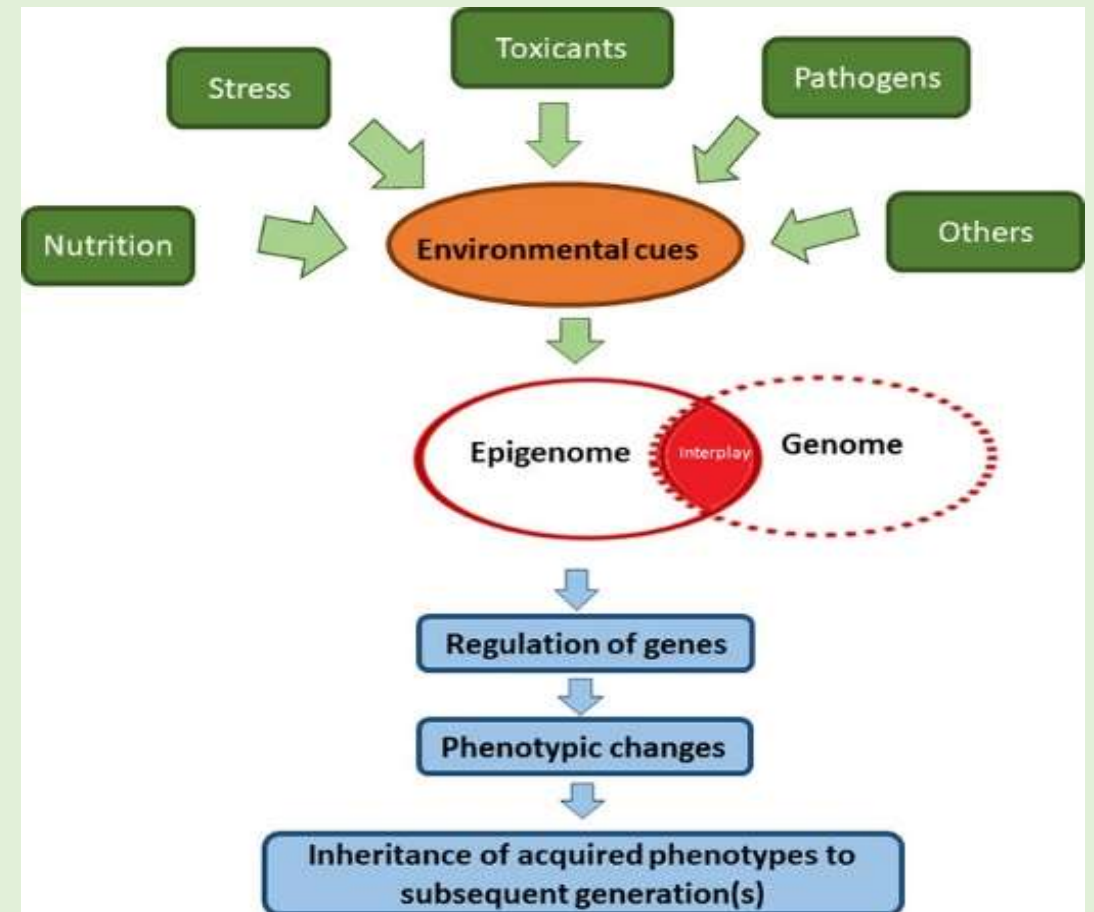 Toxicants
Stress
Pathogens
Nutrition
Others
Environmental cues
Epigenome
Interplay
Genome
Regulation of genes
Phenotypic changes
Inheritance of acquired phenotypes to
subsequent generation(s)